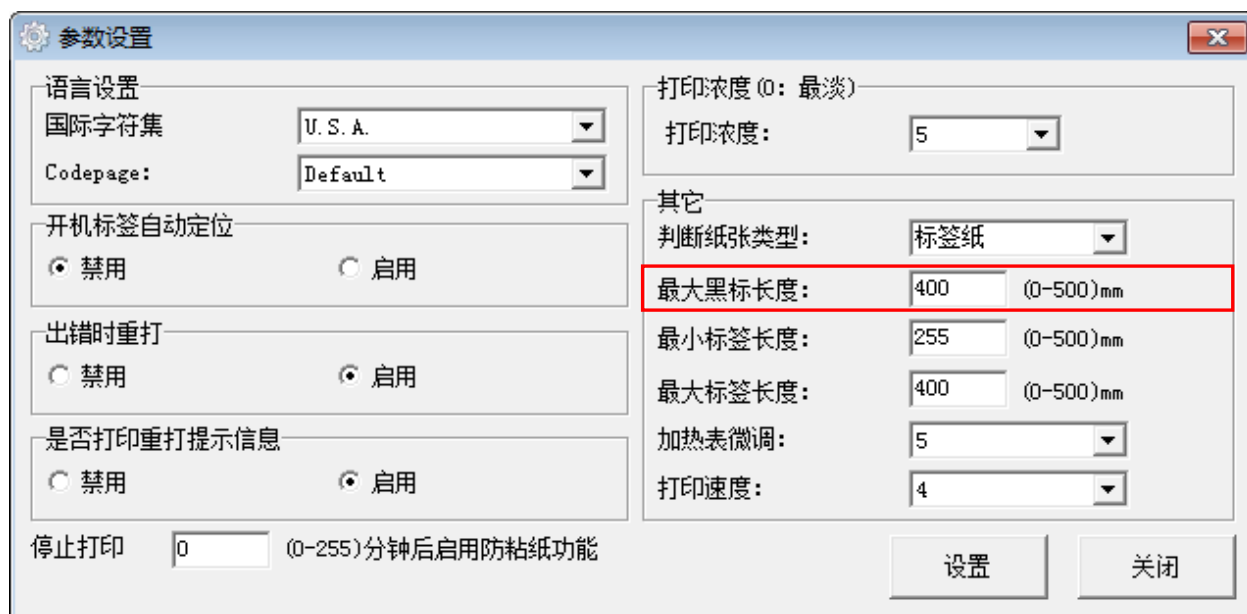 参数设置
语言设置
国际字符集 U.S.A.
Codepage: Default
开机标签自动定位
禁用 启用
出错时重打
禁用 启用
是否打印重打提示信息
禁用 启用
停止打印 0 (0-255)分钟后启用防粘纸功能
打印浓度(0: 最淡)
打印浓度: 5
其它
判断纸张类型: 标签纸
最大黑标长度: 400 (0-500)mm
最小标签长度: 255 (0-500)mm
最大标签长度: 400 (0-500)mm
加热表微调: 5
打印速度: 4
设置 关闭